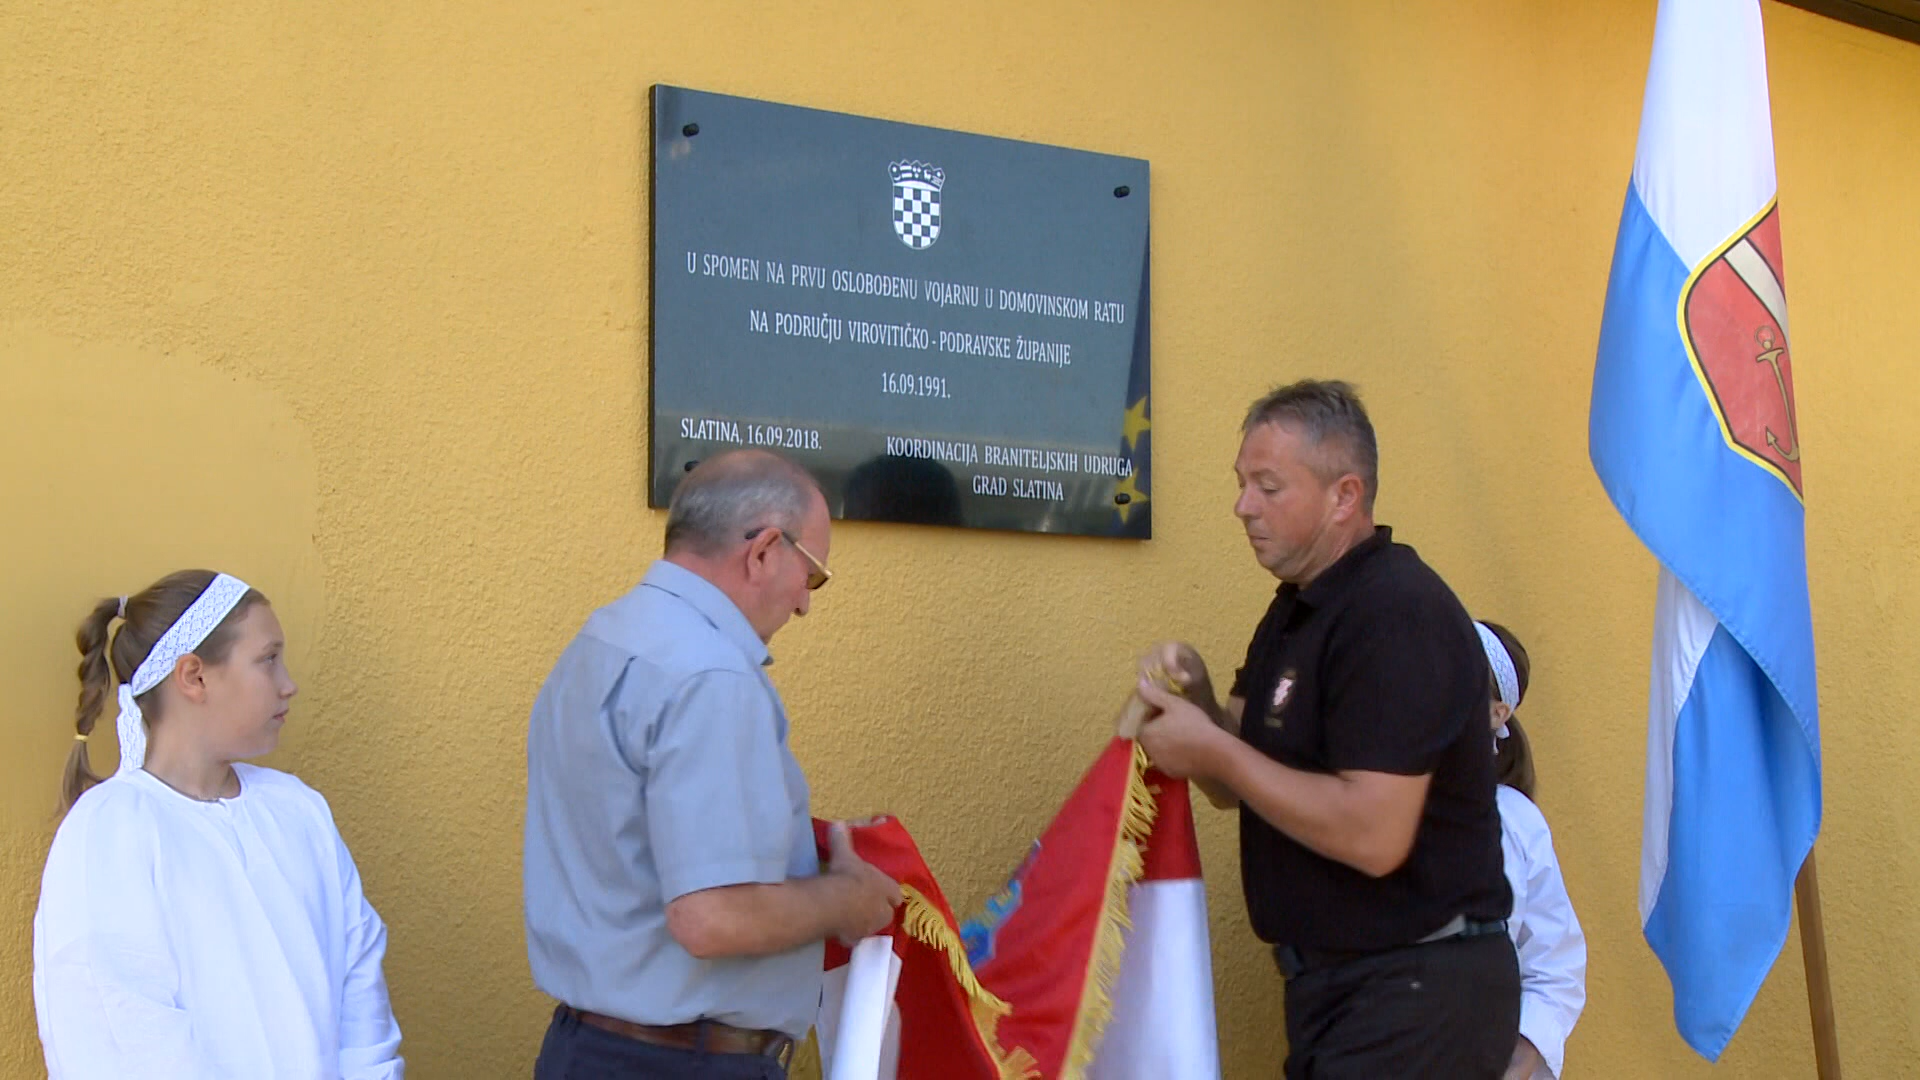 U SPOMEN NA PRVU OSLOBOĐENU VOJARNU U DOMOVINSKOM RATU
NA PODRUČJU VIROVITIČKO - PODRAVSKE ŽUPANIJE
16.09.1991.
SLATINA, 16.09.2018.
KOORDINACIJA BRANITELJSKIH UDRUGA
GRAD SLATINA